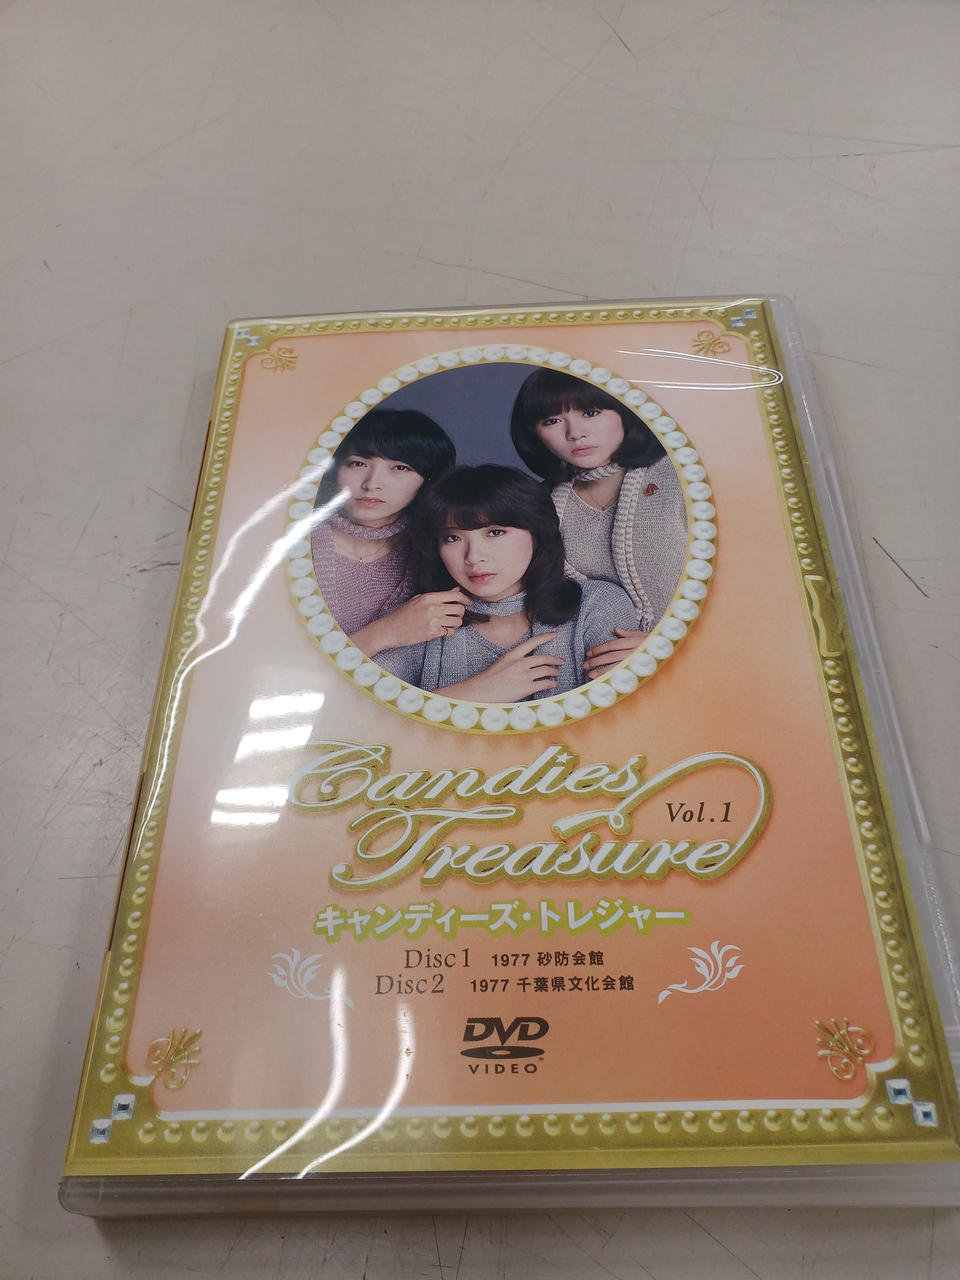 Candies
Treasure Vol.1
キャンディーズ・トレジャー
Disc1 1977 砂防会館
Disc2 1977 千葉県文化会館
DVD
VIDEO